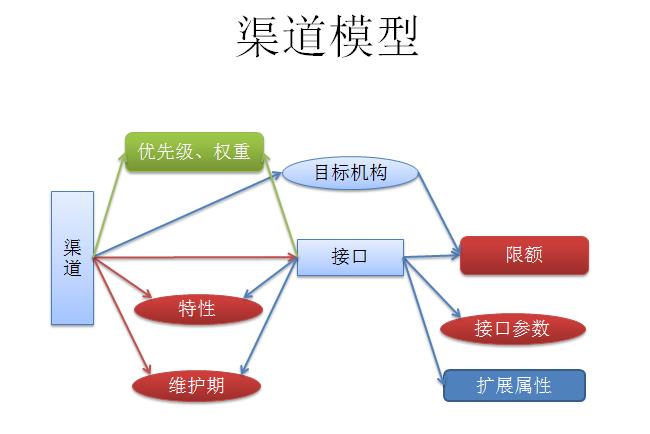 渠道模型
优先级、权重
目标机构
渠
道
接口
限额
特性
接口参数
维护期
扩展属性